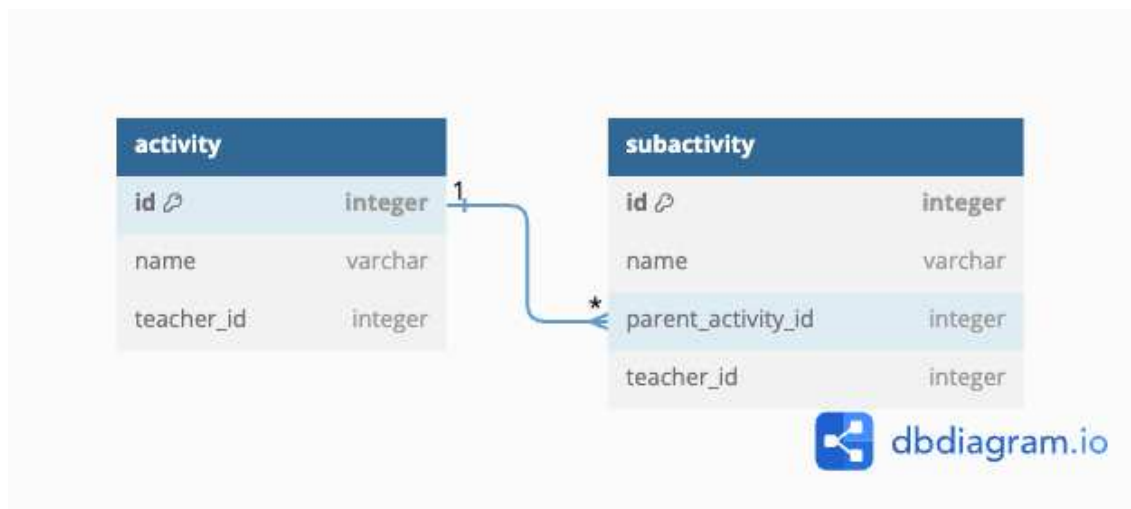 activity
id integer
name varchar
teacher_id integer
1
*
subactivity
id integer
name varchar
parent_activity_id integer
teacher_id integer
dbdiagram.io